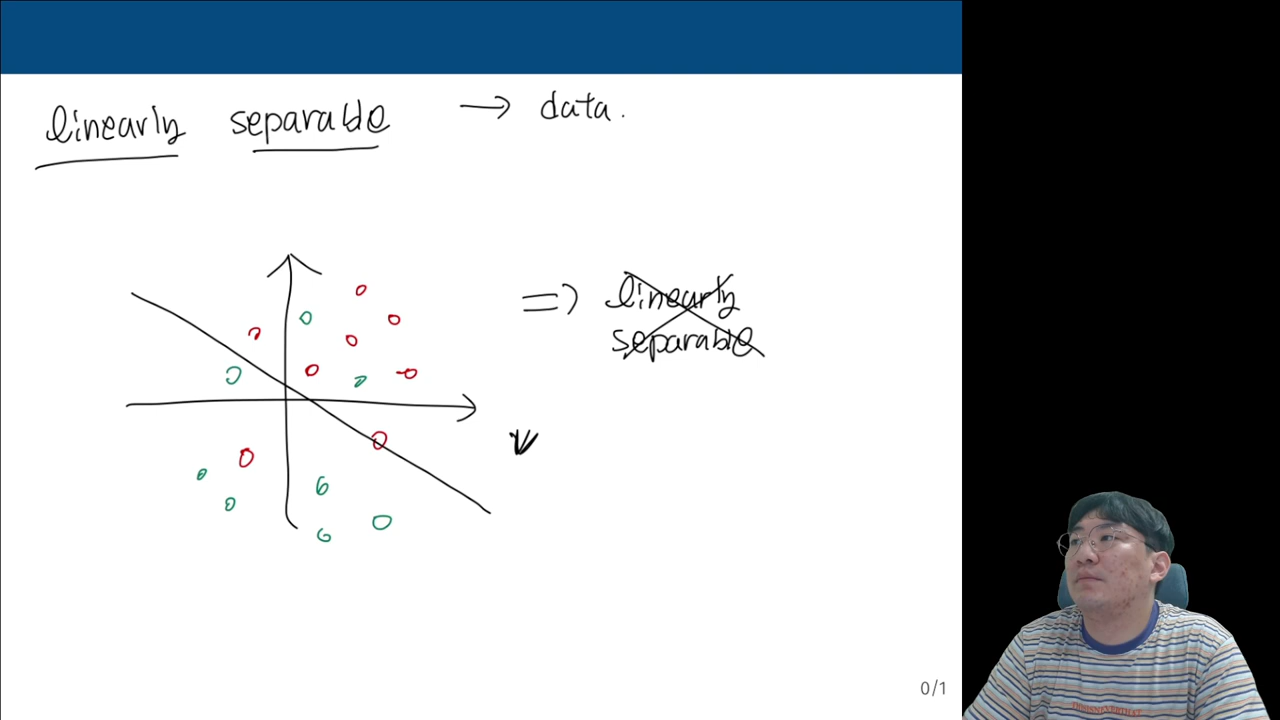 linearly separable → data.
⇒ linearly
separable
0/1